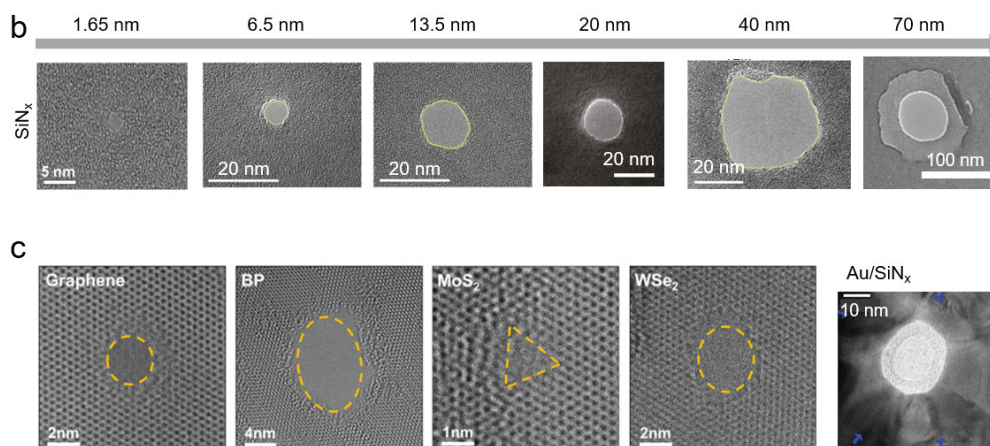 b
1.65 nm 6.5 nm 13.5 nm 20 nm 40 nm 70 nm
SiNx
5 nm
20 nm
20 nm
20 nm
20 nm
100 nm
c
Graphene
2nm
BP
4nm
MoS2
1nm
WSe2
2nm
Au/SiNx
10 nm